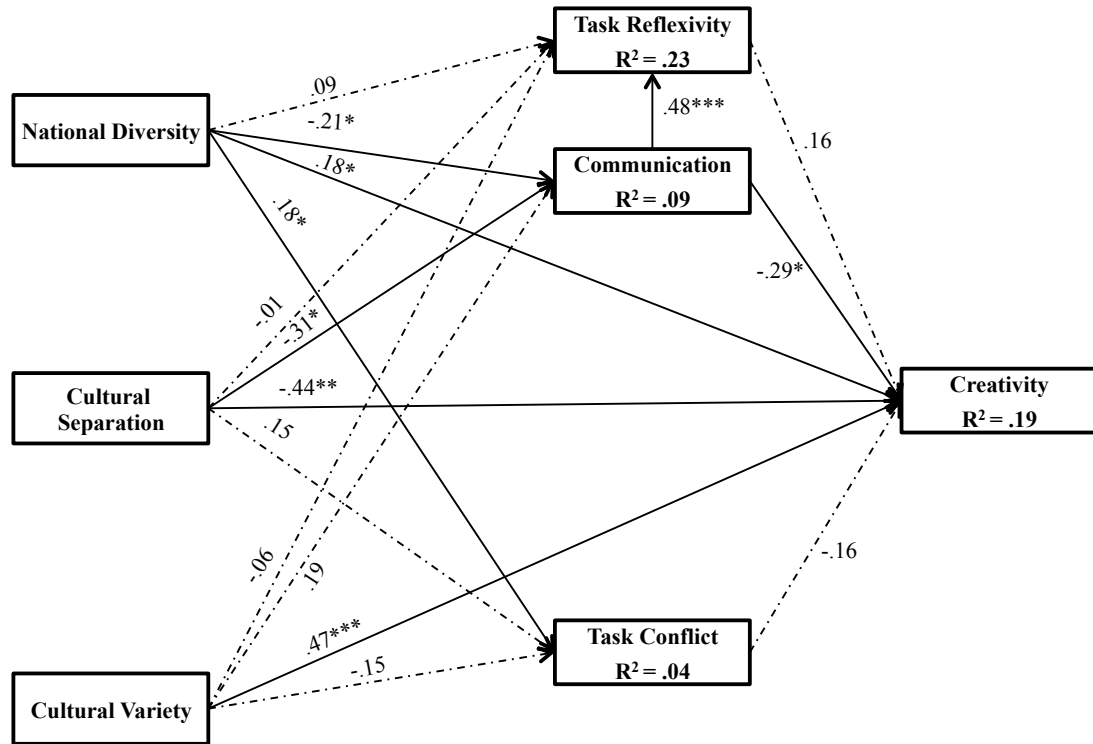 Task Reflexivity
R² = .23
.09
National Diversity
-.21*
.48***
.18*
Communication
R² = .09
.16
.18*
-.29*
-.01
-.31*
Cultural
Separation
-.44**
Creativity
R² = .19
.15
-.06
.19
-.16
.47***
Task Conflict
R² = .04
-.15
Cultural Variety